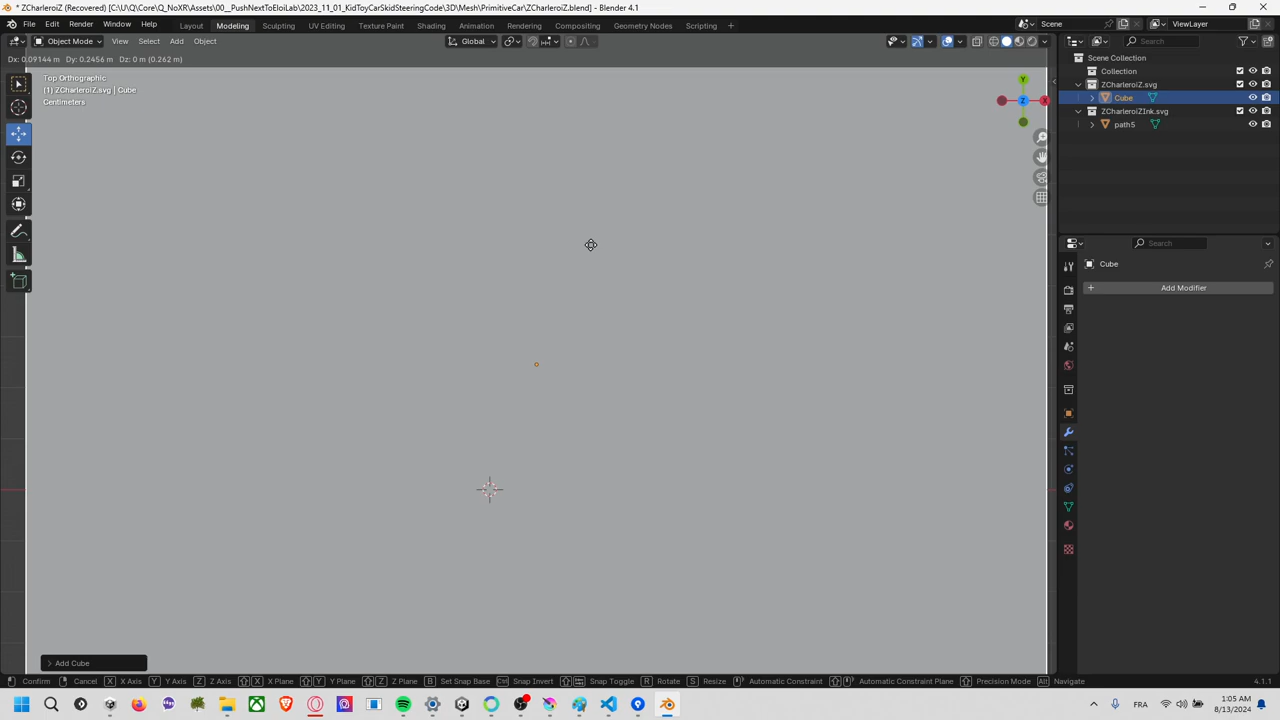 * ZCharleroiZ (Recovered) [C:\U\Q\Core\Q_NoXR\Assets\00__PushNextToEloiLab\2023_11_01_KidToyCarSkidSteeringCode\3D\Mesh\PrimitiveCar\ZCharleroiZ.blend] - Blender 4.1
File Edit Render Window Help Layout Modeling Sculpting UV Editing Texture Paint Shading Animation Rendering Compositing Geometry Nodes Scripting + Scene ViewLayer
Object Mode View Select Add Object Global Search
Dx: 0.09144 m Dy: 0.2456 m Dz: 0 m (0.262 m)
Scene Collection
Top Orthographic
(1) ZCharleroiZ.svg | Cube
Centimeters
Collection
ZCharleroiZ.svg
Cube
ZCharleroiZInk.svg
path5
Y
Z
X
Search
Cube
+ Add Modifier
Add Cube
Confirm Cancel X X Axis Y Y Axis Z Z Axis X X Plane Y Y Plane Z Z Plane B Set Snap Base Snap Invert Snap Toggle G Move R Rotate S Resize Automatic Constraint Automatic Constraint Plane Precision Mode Alt Navigate 4.1.1
FRA
1:05 AM
8/13/2024